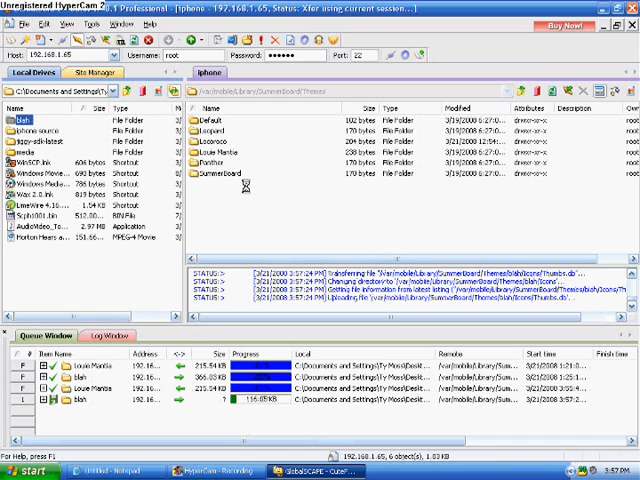 Unregistered HyperCam 2
.1 Professional - [iphone - 197.168.1.65, Status: Xfer using current session...]
File Edit View Tools Window Help
Buy Now!
Host: 192.168.1.65 Username: root Password: ●●●●●● Port: 22
Local Drives Site Manager iphone
C:\Documents and Settings\Ty /var/mobile/Library/SummerBoard/Themes
Name Size Type Name Size Type Modified Attributes Description
blah File Folder Default 102 bytes File Folder 3/19/2008 6:27:0... drwxr-xr-x root
iphone source File Folder Leopard 170 bytes File Folder 3/19/2008 6:27:0... drwxr-xr-x root
jiggy-sdk-latest File Folder Locoroco 204 bytes File Folder 3/21/2008 12:54:... drwxr-xr-x root
media File Folder Louie Mantia 238 bytes File Folder 3/19/2008 6:27:0... drwxr-xr-x root
WinSCP.lnk 606 bytes Shortcut Panther 170 bytes File Folder 3/19/2008 6:27:0... drwxr-xr-x root
Windows Movie... 690 bytes Shortcut SummerBoard 170 bytes File Folder 3/19/2008 6:27:0... drwxr-xr-x root
Windows Media... 786 bytes Shortcut
Wax 2.0.lnk 819 bytes Shortcut
LimeWire 4.16... Shortcut
Scph1001.bin 512.00... BIN File
AudioVideo_To... 2.97 MB Application
Horton Hears a... 151.66... MPEG-4 Movie
STATUS:> [3/21/2008 3:57:24 PM] Transferring file "/var/mobile/Library/SummerBoard/Themes/blah/Icons/Thumbs.db"...
STATUS:> [3/21/2008 3:57:24 PM] Changing directory to "/var/mobile/Library/SummerBoard/Themes/blah/Icons"...
STATUS:> [3/21/2008 3:57:24 PM] Getting file information from latest listing ("/var/mobile/Library/SummerBoard/Themes/blah/Icons/Th
STATUS:> [3/21/2008 3:57:24 PM] Uploading file "/var/mobile/Library/SummerBoard/Themes/blah/Icons/Thumbs.db"...
Queue Window Log Window
Item Name Address <-> Size Progress Local Remote Start time Finish time
Louie Mantia 192.16... 215.54 KB C:\Documents and Settings\Ty Moss\Deskt... /var/mobile/Library/Sum... 3/21/2008 1:21:0...
blah 192.16... 366.03 KB C:\Documents and Settings\Ty Moss\Deskt... /var/mobile/Library/Sum... 3/21/2008 1:25:1...
Louie Mantia 192.16... 215.54 KB C:\Documents and Settings\Ty Moss\Deskt... /var/mobile/Library/Sum... 3/21/2008 3:55:4...
blah 192.16... ? 116.05KB C:\Documents and Settings\Ty Moss\Deskt... /var/mobile/Library/Sum... 3/21/2008 3:57:2...
For Help, press F1 192.168.1.65, 6 object(s), 1.03 KB
start Untitled - Notepad HyperCam - Recording GlobalSCAPE - CuteF... 3:57 PM